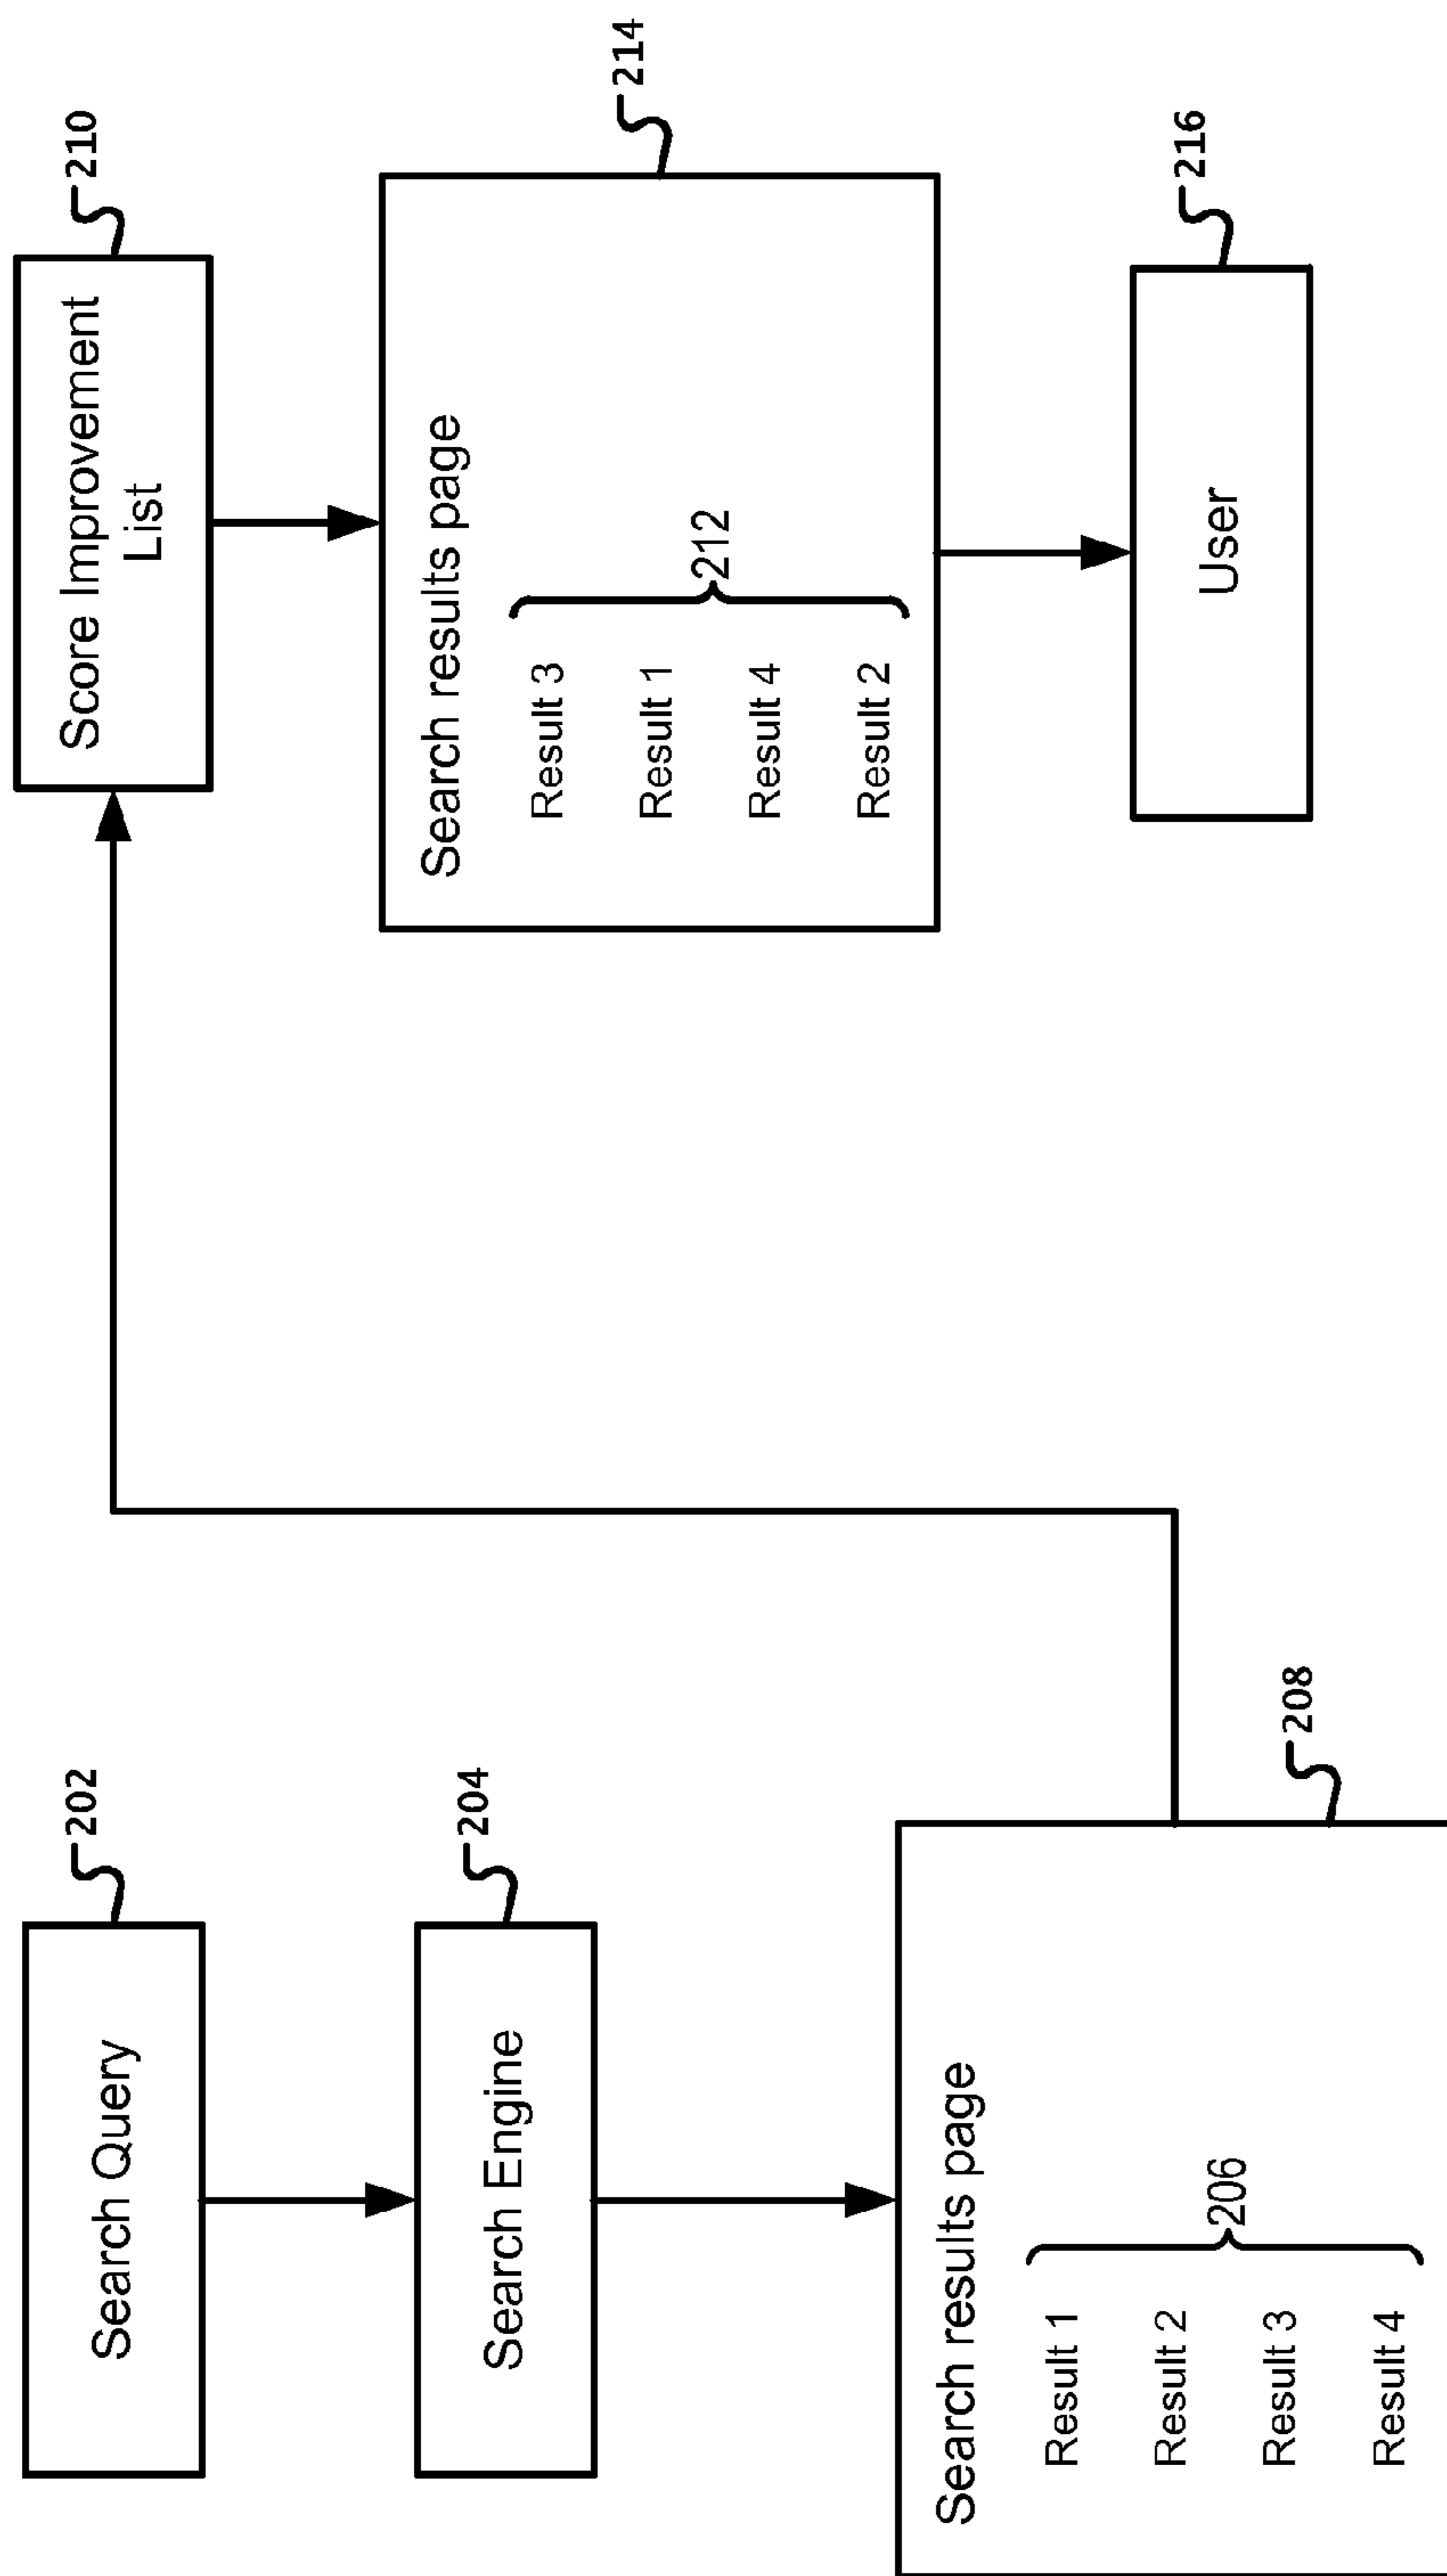 Search Query
202
Search Engine
204
Search results page
Result 1
Result 2
Result 3
Result 4
206
208
Score Improvement
List
210
Search results page
Result 3
Result 1
Result 4
Result 2
212
214
User
216